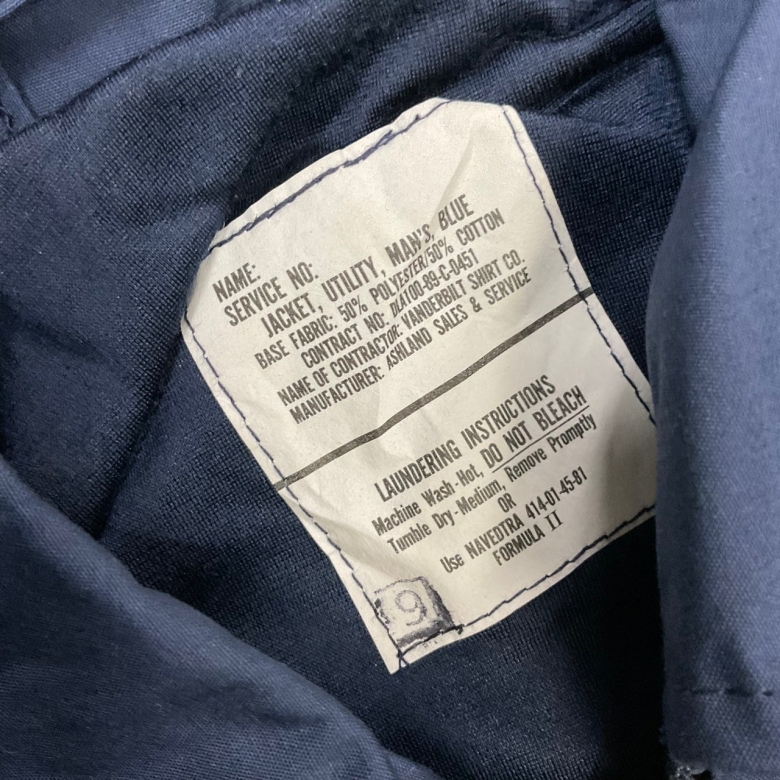 NAME:
SERVICE NO:
JACKET, UTILITY, MAN'S, BLUE
BASE FABRIC: 50% POLYESTER/50% COTTON
CONTRACT NO: DLA100-89-C-0451
NAME OF CONTRACTOR: VANDERBILT SHIRT CO.
MANUFACTURER: ASHLAND SALES & SERVICE
LAUNDERING INSTRUCTIONS
Machine Wash-Hot, DO NOT BLEACH
Tumble Dry-Medium, Remove Promptly
OR
Use NAVEDTRA 414-01-45-81
FORMULA II
9